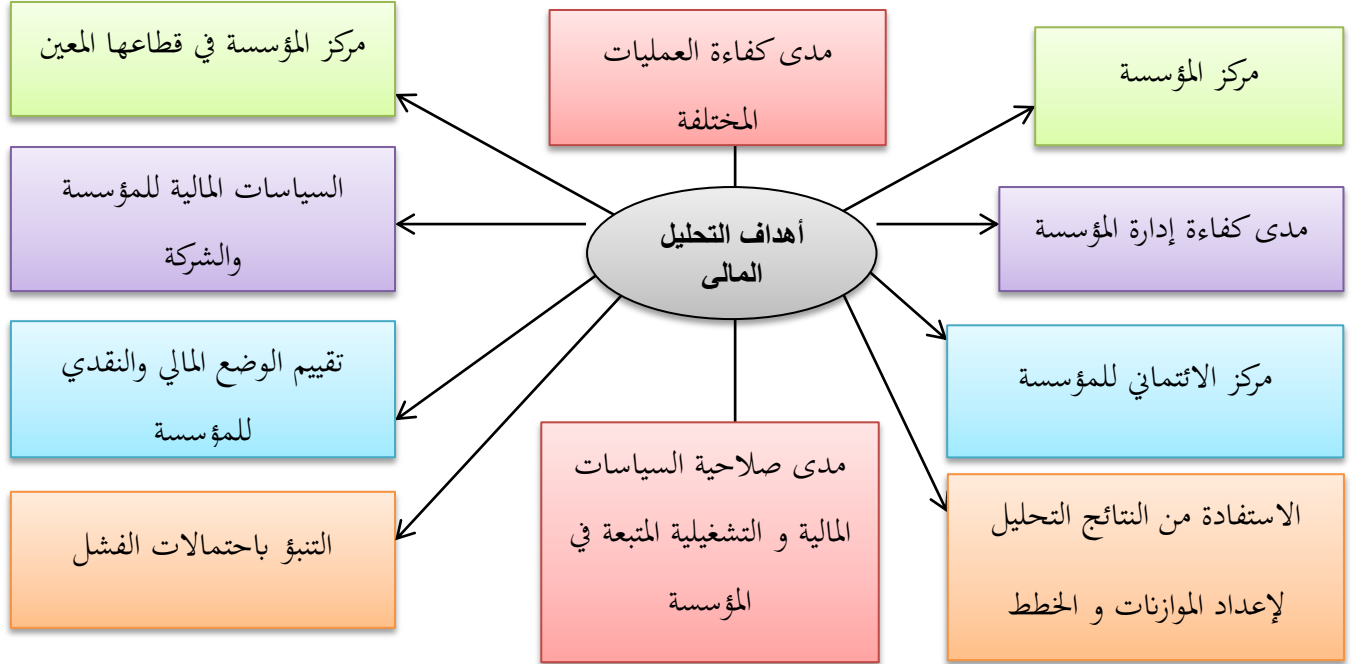 مركز المؤسسة
مدى كفاءة العمليات
المختلفة
مركز المؤسسة في قطاعها المعين
مدى كفاءة إدارة المؤسسة
أهداف التحليل
المالى
السياسات المالية للمؤسسة
والشركة
مركز الائتماني للمؤسسة
تقييم الوضع المالي والنقدي
للمؤسسة
الاستفادة من النتائج التحليل
لإعداد الموازنات و الخطط
مدى صلاحية السياسات
المالية و التشغيلية المتبعة في
المؤسسة
التنبؤ باحتمالات الفشل